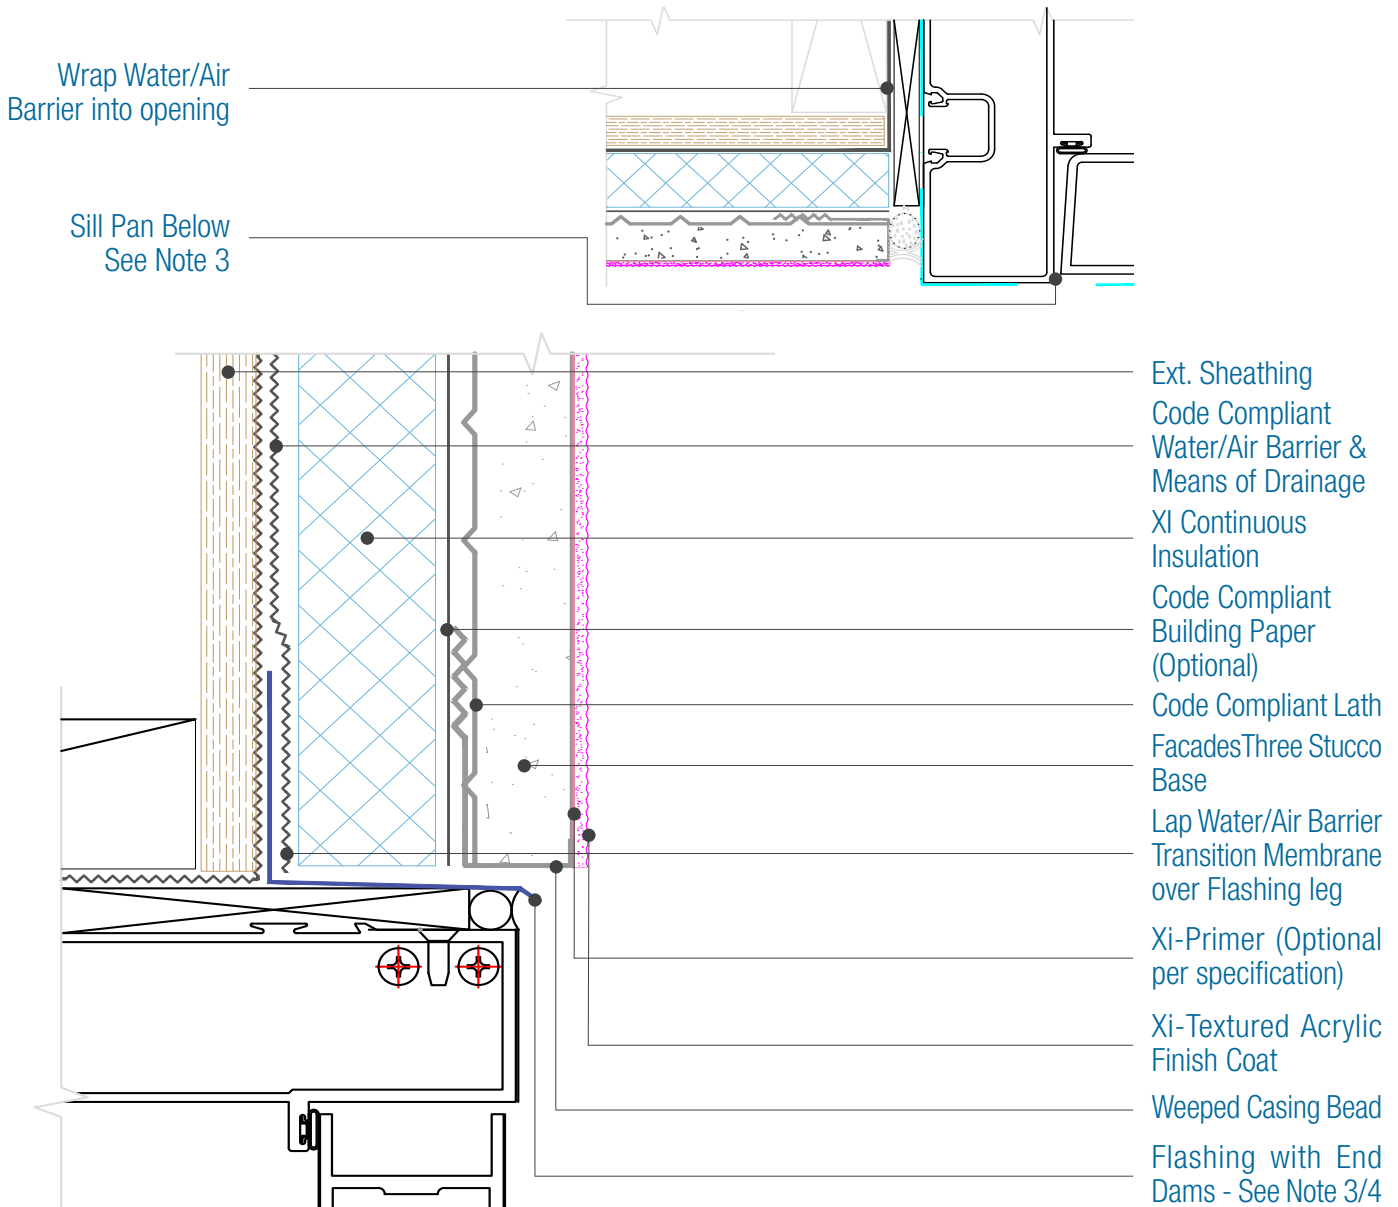 Wrap Water/Air
Barrier into opening
Sill Pan Below
See Note 3
Ext. Sheathing
Code Compliant
Water/Air Barrier &
Means of Drainage
XI Continuous
Insulation
Code Compliant
Building Paper
(Optional)
Code Compliant Lath
FacadesThree Stucco
Base
Lap Water/Air Barrier
Transition Membrane
over Flashing leg
Xi-Primer (Optional
per specification)
Xi-Textured Acrylic
Finish Coat
Weeped Casing Bead
Flashing with End
Dams - See Note 3/4